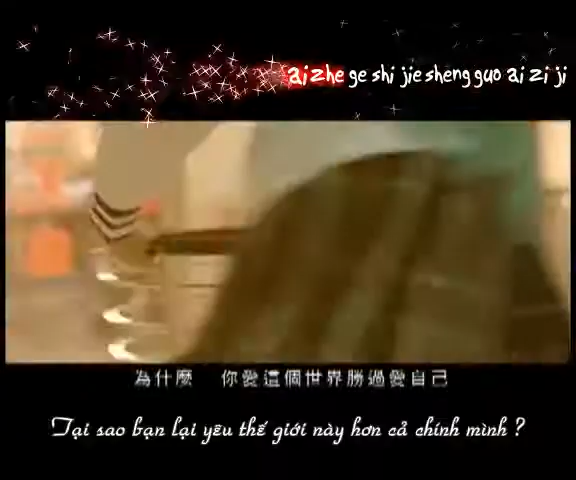 ai zhe ge shi jie sheng guo ai zi ji
為什麼 你愛這個世界勝過愛自己
Tại sao bạn lại yêu thế giới này hơn cả chính mình ?